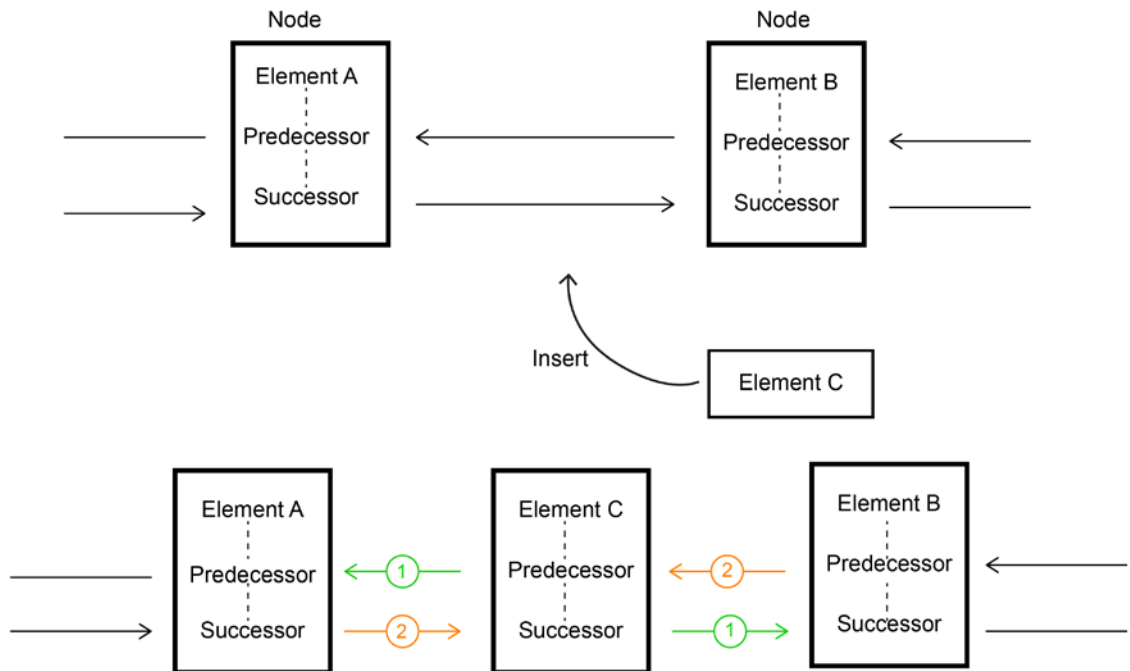 Node
Node
Element A
Predecessor
Successor
Element B
Predecessor
Successor
Insert
Element C
Element A
Predecessor
Successor
1
2
Element C
Predecessor
Successor
2
1
Element B
Predecessor
Successor